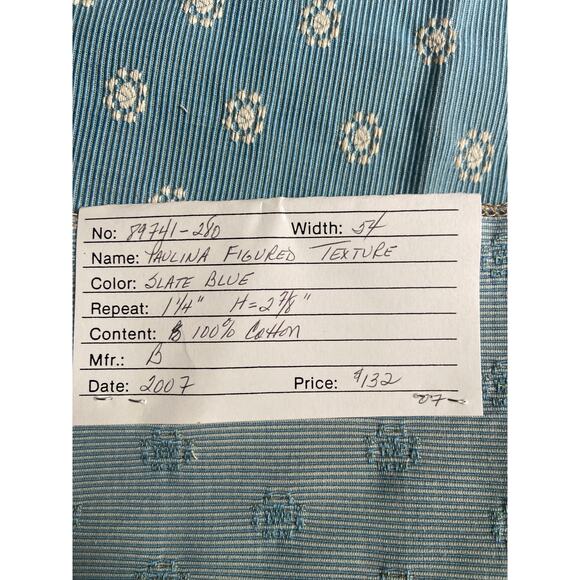 No: 89741-280 Width: 54
Name: Paulina Figured Texture
Color: Slate Blue
Repeat: 1 1/4" H=2 7/8"
Content: 100% Cotton
Mfr.: B
Date: 2007 Price: $132
07-